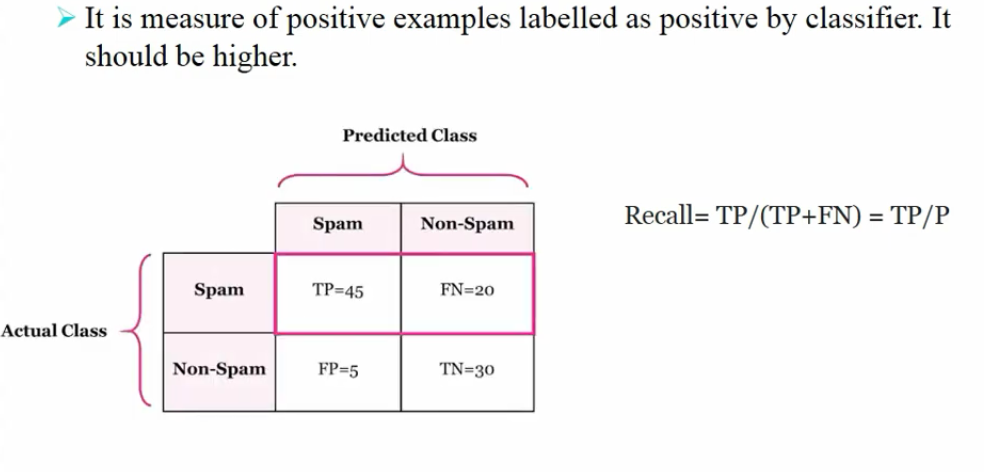 It is measure of positive examples labelled as positive by classifier. It
should be higher.
Predicted Class
Recall= TP/(TP+FN) = TP/P
Spam Non-Spam
Spam TP=45 FN=20
Actual Class
Non-Spam FP=5 TN=30